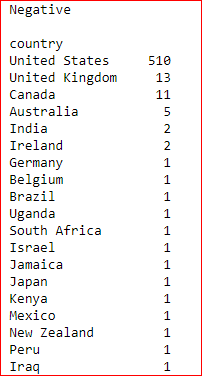 Negative
country
United States 510
United Kingdom 13
Canada 11
Australia 5
India 2
Ireland 2
Germany 1
Belgium 1
Brazil 1
Uganda 1
South Africa 1
Israel 1
Jamaica 1
Japan 1
Kenya 1
Mexico 1
New Zealand 1
Peru 1
Iraq 1